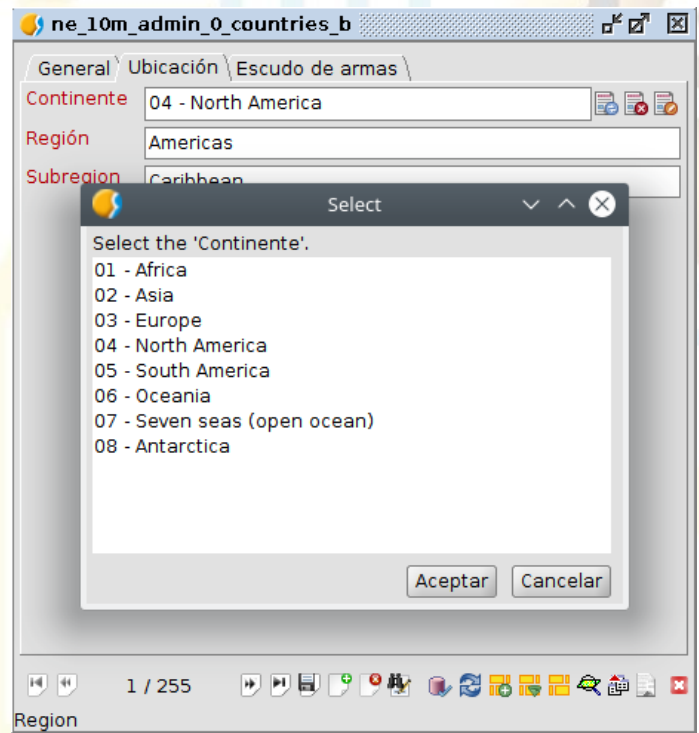 ne_10m_admin_0_countries_b
General Ubicación Escudo de armas
Continente 04 - North America
Región Americas
Subregion Caribbean
Select
Select the 'Continente'.
01 - Africa
02 - Asia
03 - Europe
04 - North America
05 - South America
06 - Oceania
07 - Seven seas (open ocean)
08 - Antarctica
Aceptar Cancelar
1 / 255
Region